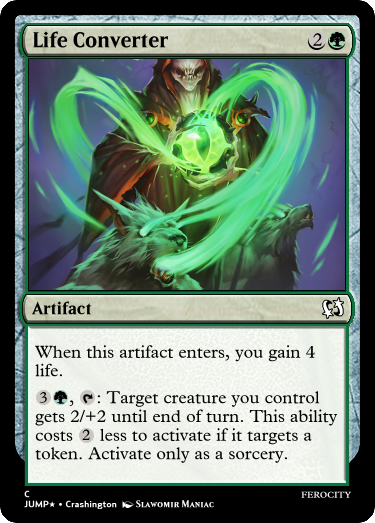 Life Converter 2
Artifact
When this artifact enters, you gain 4
life.
3 , : Target creature you control
gets 2/+2 until end of turn. This ability
costs 2 less to activate if it targets a
token. Activate only as a sorcery.
C
JUMP★ • Crashington Slawomir Maniac
FEROCITY